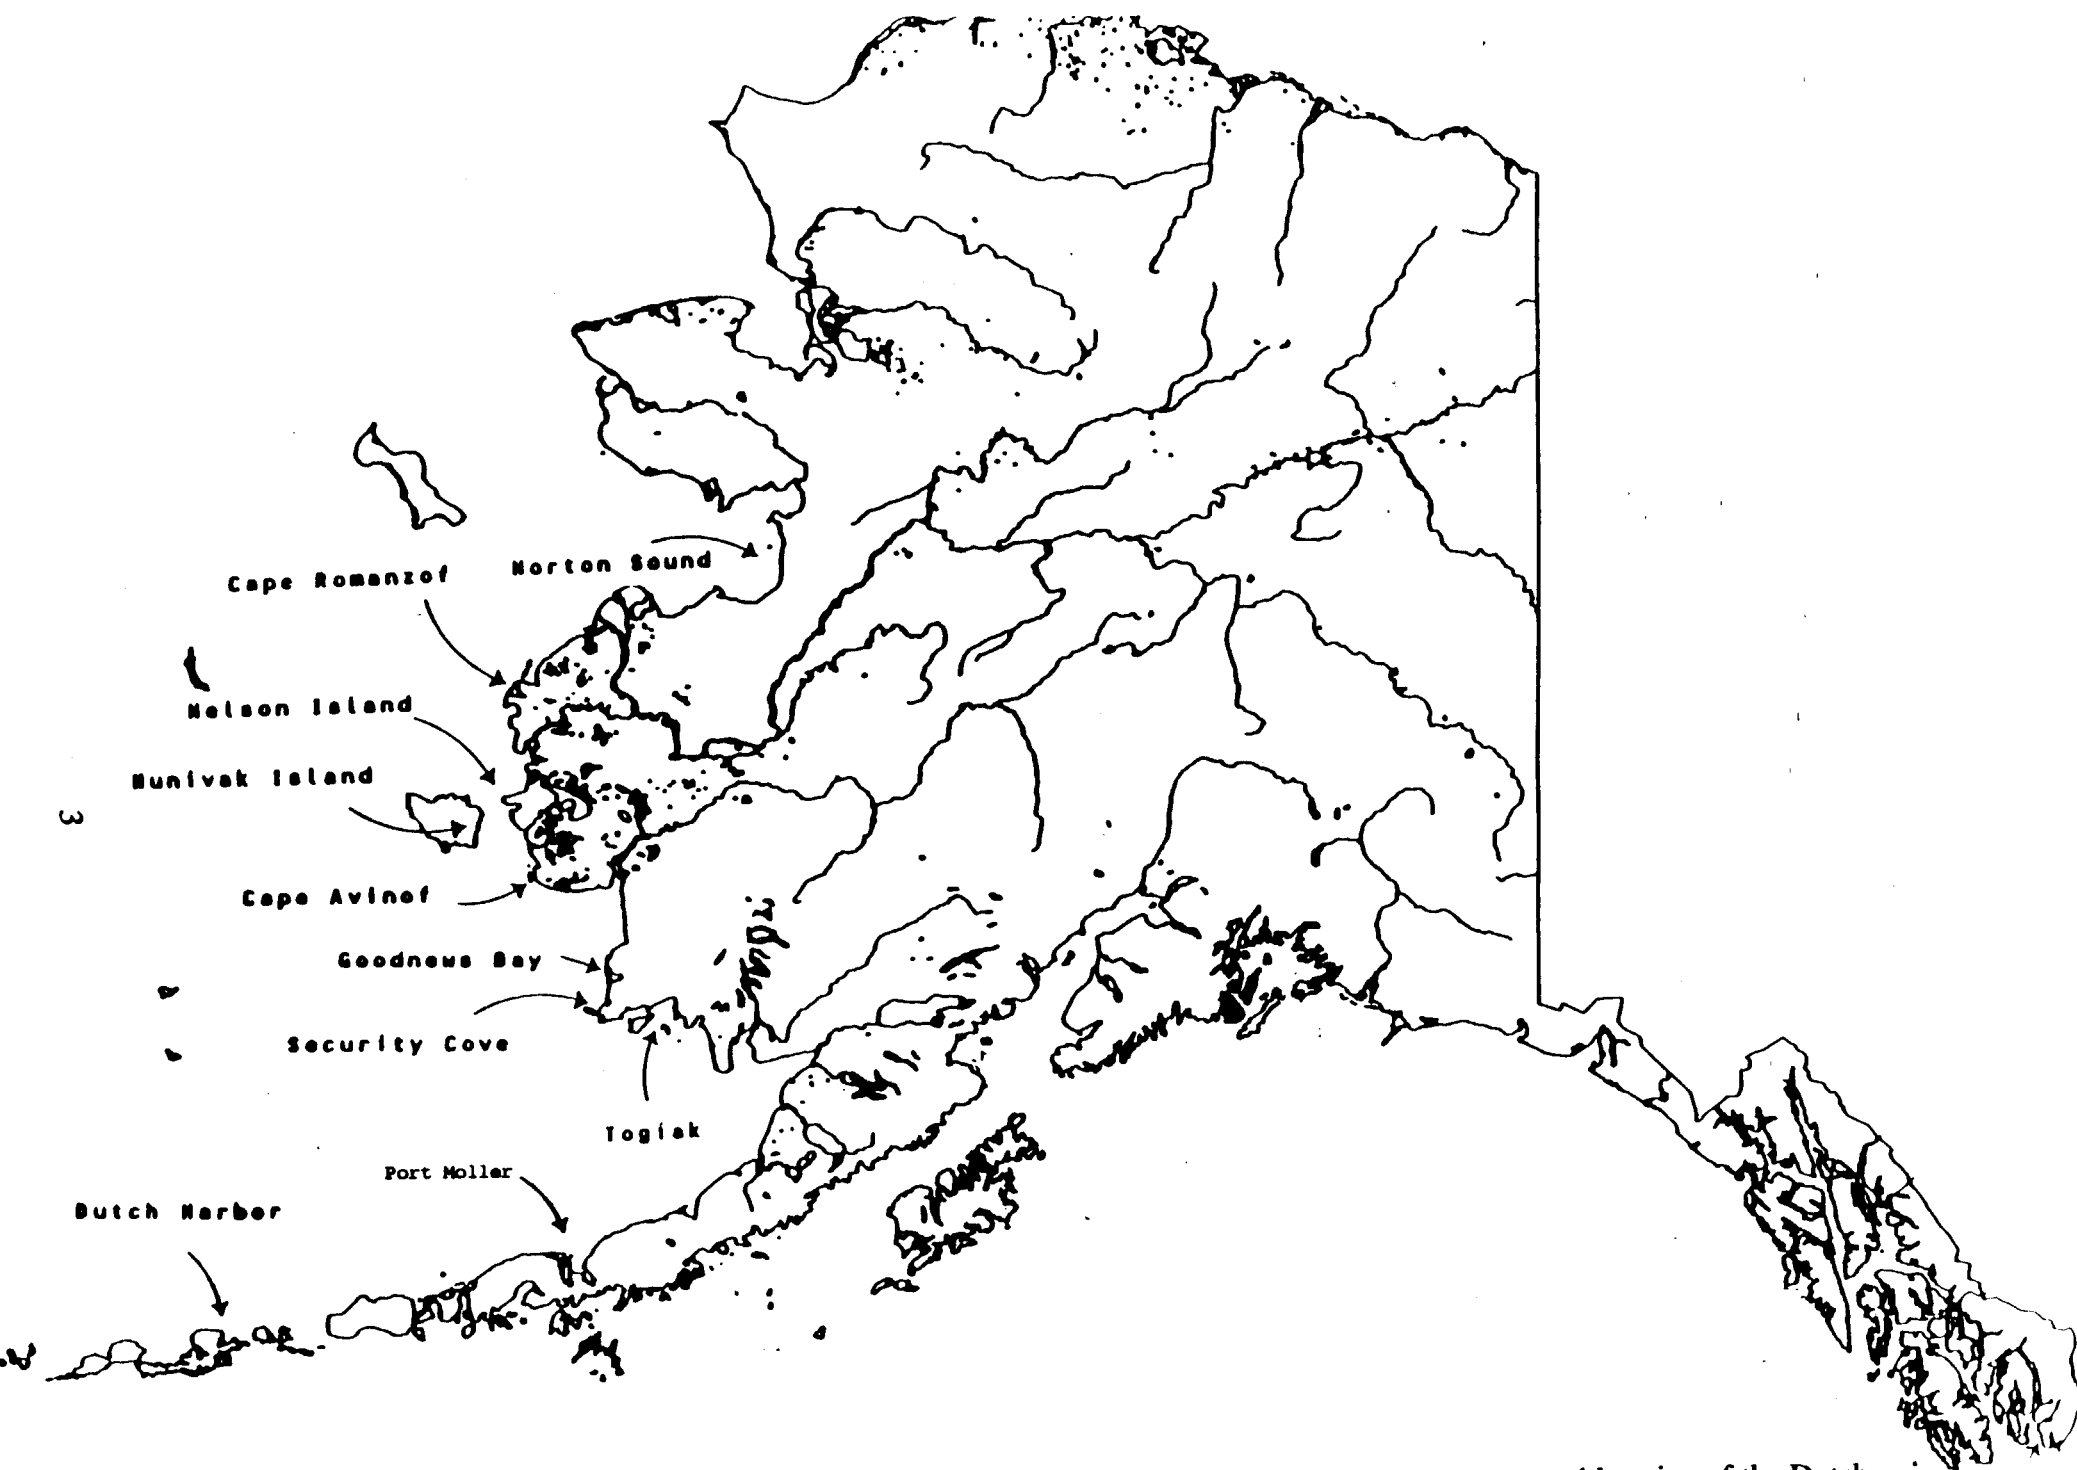 Norton Sound
Cape Romanzof
Nelson Island
Nunivak Island
3
Cape Avinof
Goodnews Bay
Security Cove
Togiak
Port Moller
Dutch Harbor